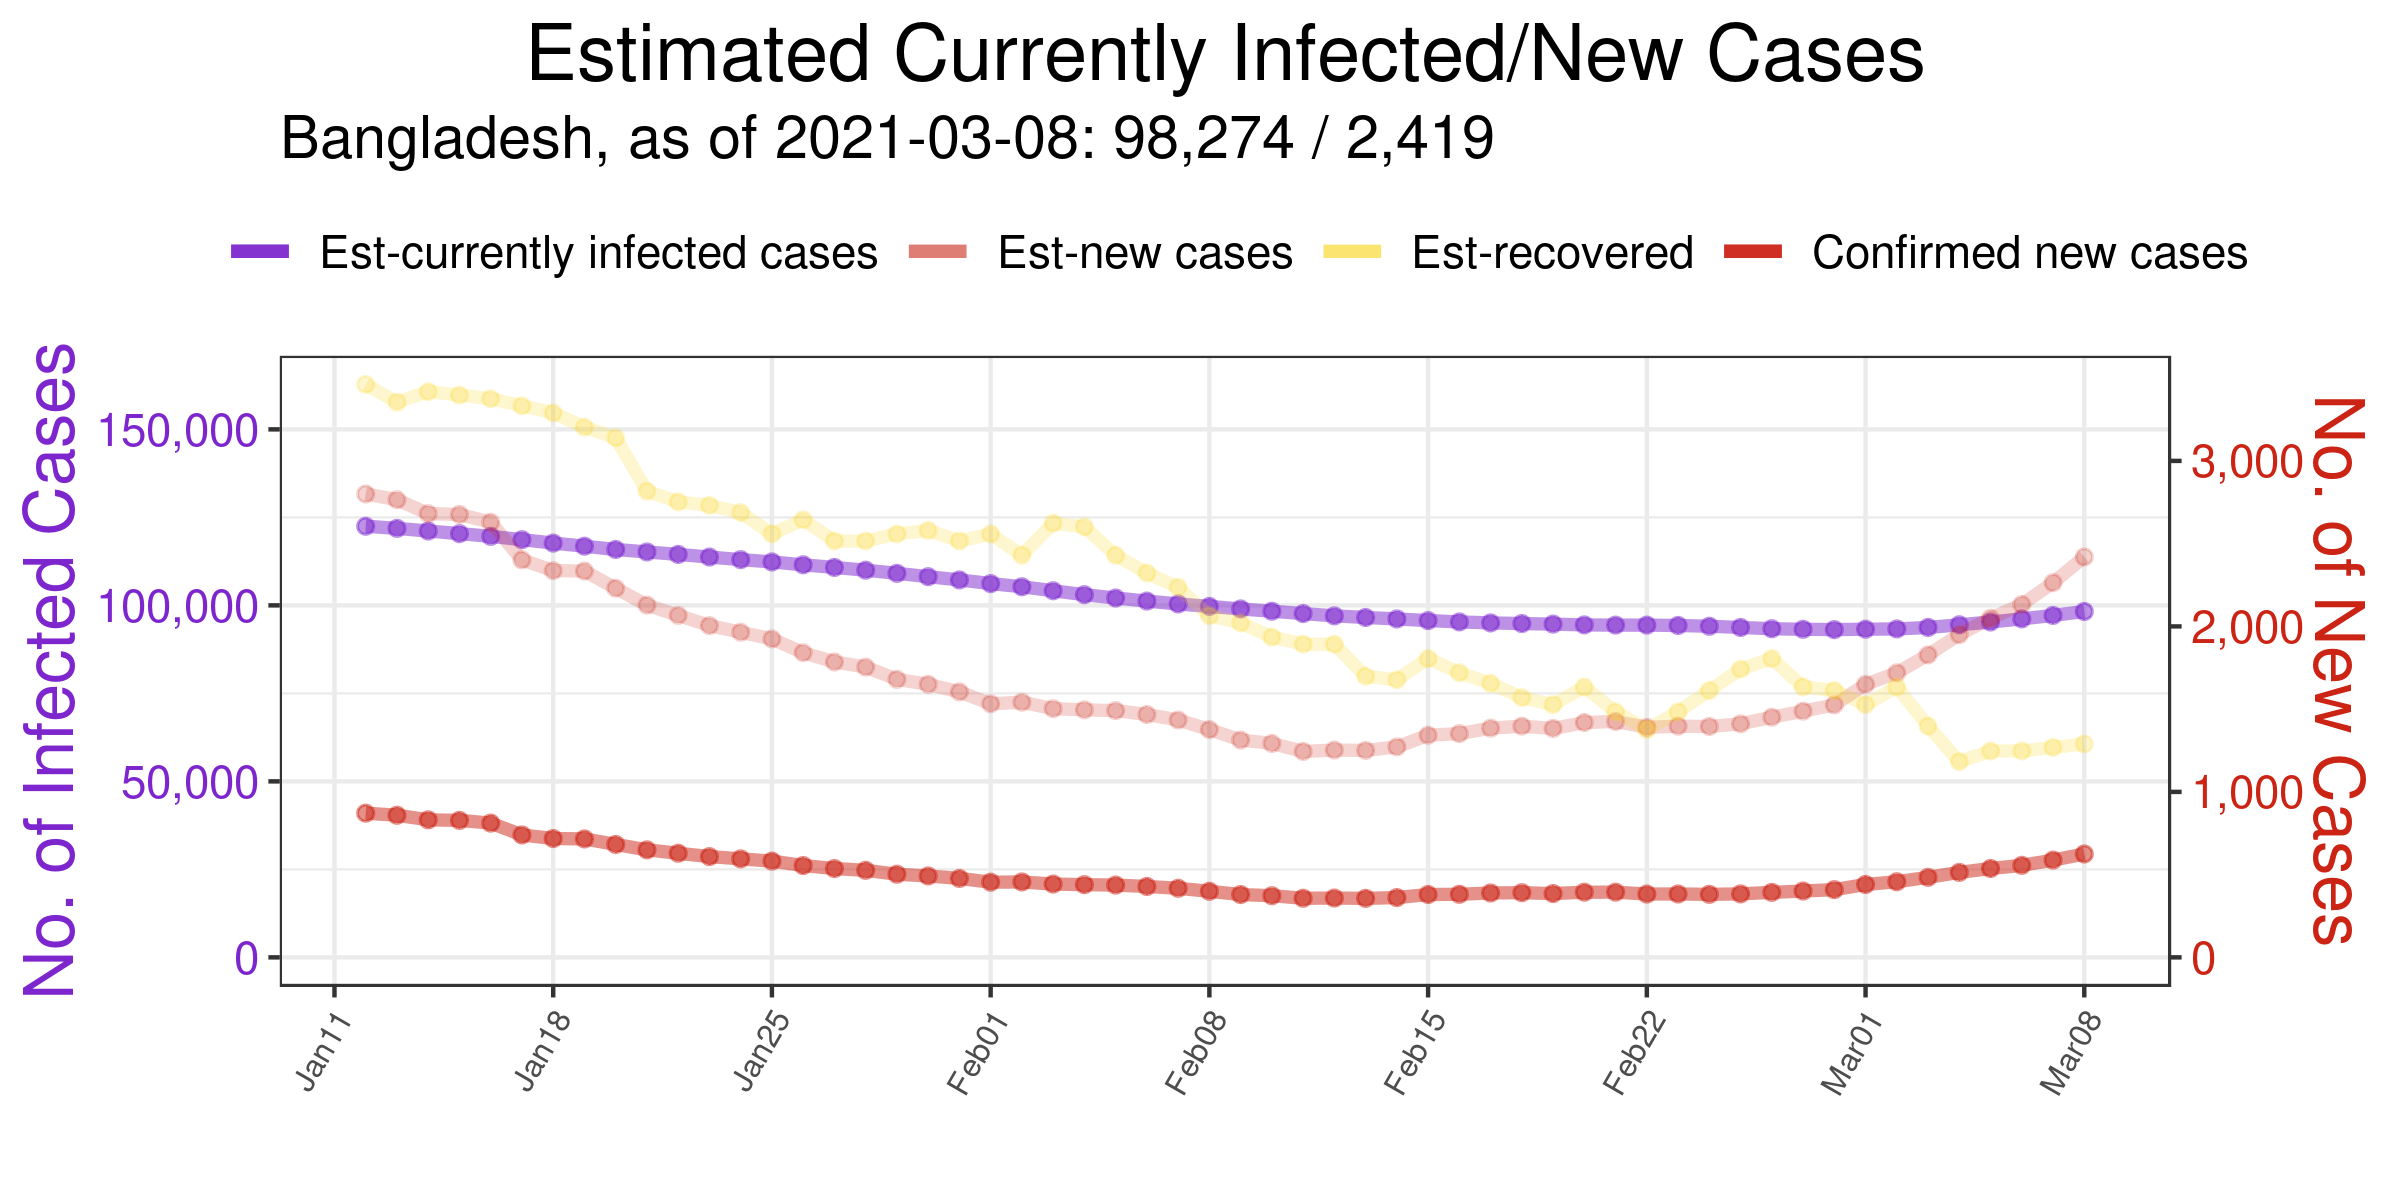 Estimated Currently Infected/New Cases
Bangladesh, as of 2021-03-08: 98,274 / 2,419
Est-currently infected cases Est-new cases Est-recovered Confirmed new cases
No. of Infected Cases
150,000
100,000
50,000
0
3,000
2,000
1,000
0
No. of New Cases
Jan11 Jan18 Jan25 Feb01 Feb08 Feb15 Feb22 Mar01 Mar08